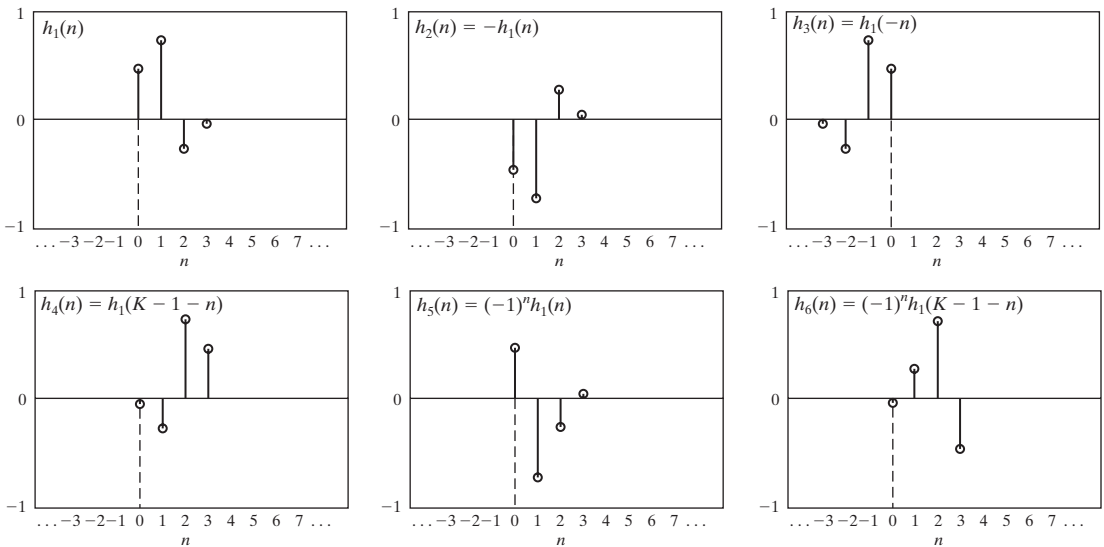 1
h₁(n)
0
−1
. . . −3 −2 −1 0 1 2 3 4 5 6 7 . . .
n
1
h₂(n) = −h₁(n)
0
−1
. . . −3 −2 −1 0 1 2 3 4 5 6 7 . . .
n
1
h₃(n) = h₁(−n)
0
−1
. . . −3 −2 −1 0 1 2 3 4 5 6 7 . . .
n
1
h₄(n) = h₁(K − 1 − n)
0
−1
. . . −3 −2 −1 0 1 2 3 4 5 6 7 . . .
n
1
h₅(n) = (−1)ⁿh₁(n)
0
−1
. . . −3 −2 −1 0 1 2 3 4 5 6 7 . . .
n
1
h₆(n) = (−1)ⁿh₁(K − 1 − n)
0
−1
. . . −3 −2 −1 0 1 2 3 4 5 6 7 . . .
n